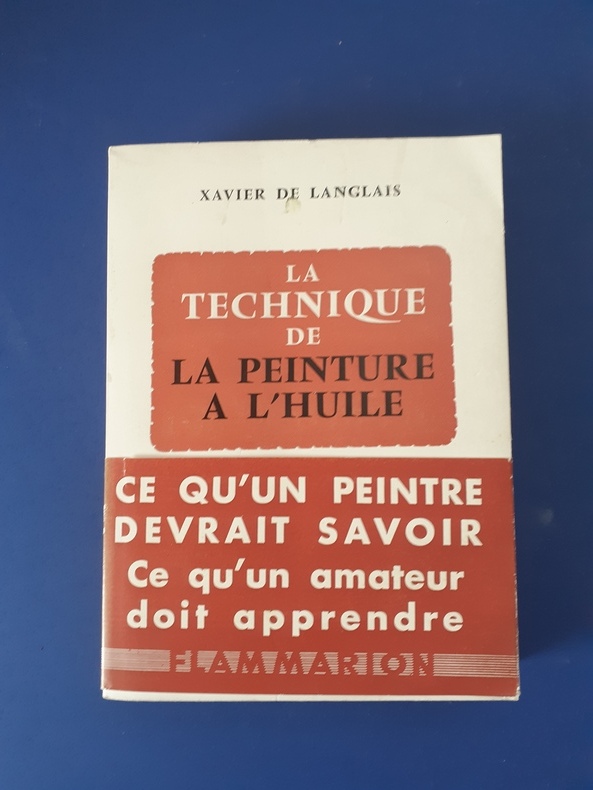 XAVIER DE LANGLAIS
LA
TECHNIQUE
DE
LA PEINTURE
A L'HUILE
CE QU'UN PEINTRE
DEVRAIT SAVOIR
Ce qu'un amateur
doit apprendre
FLAMMARION